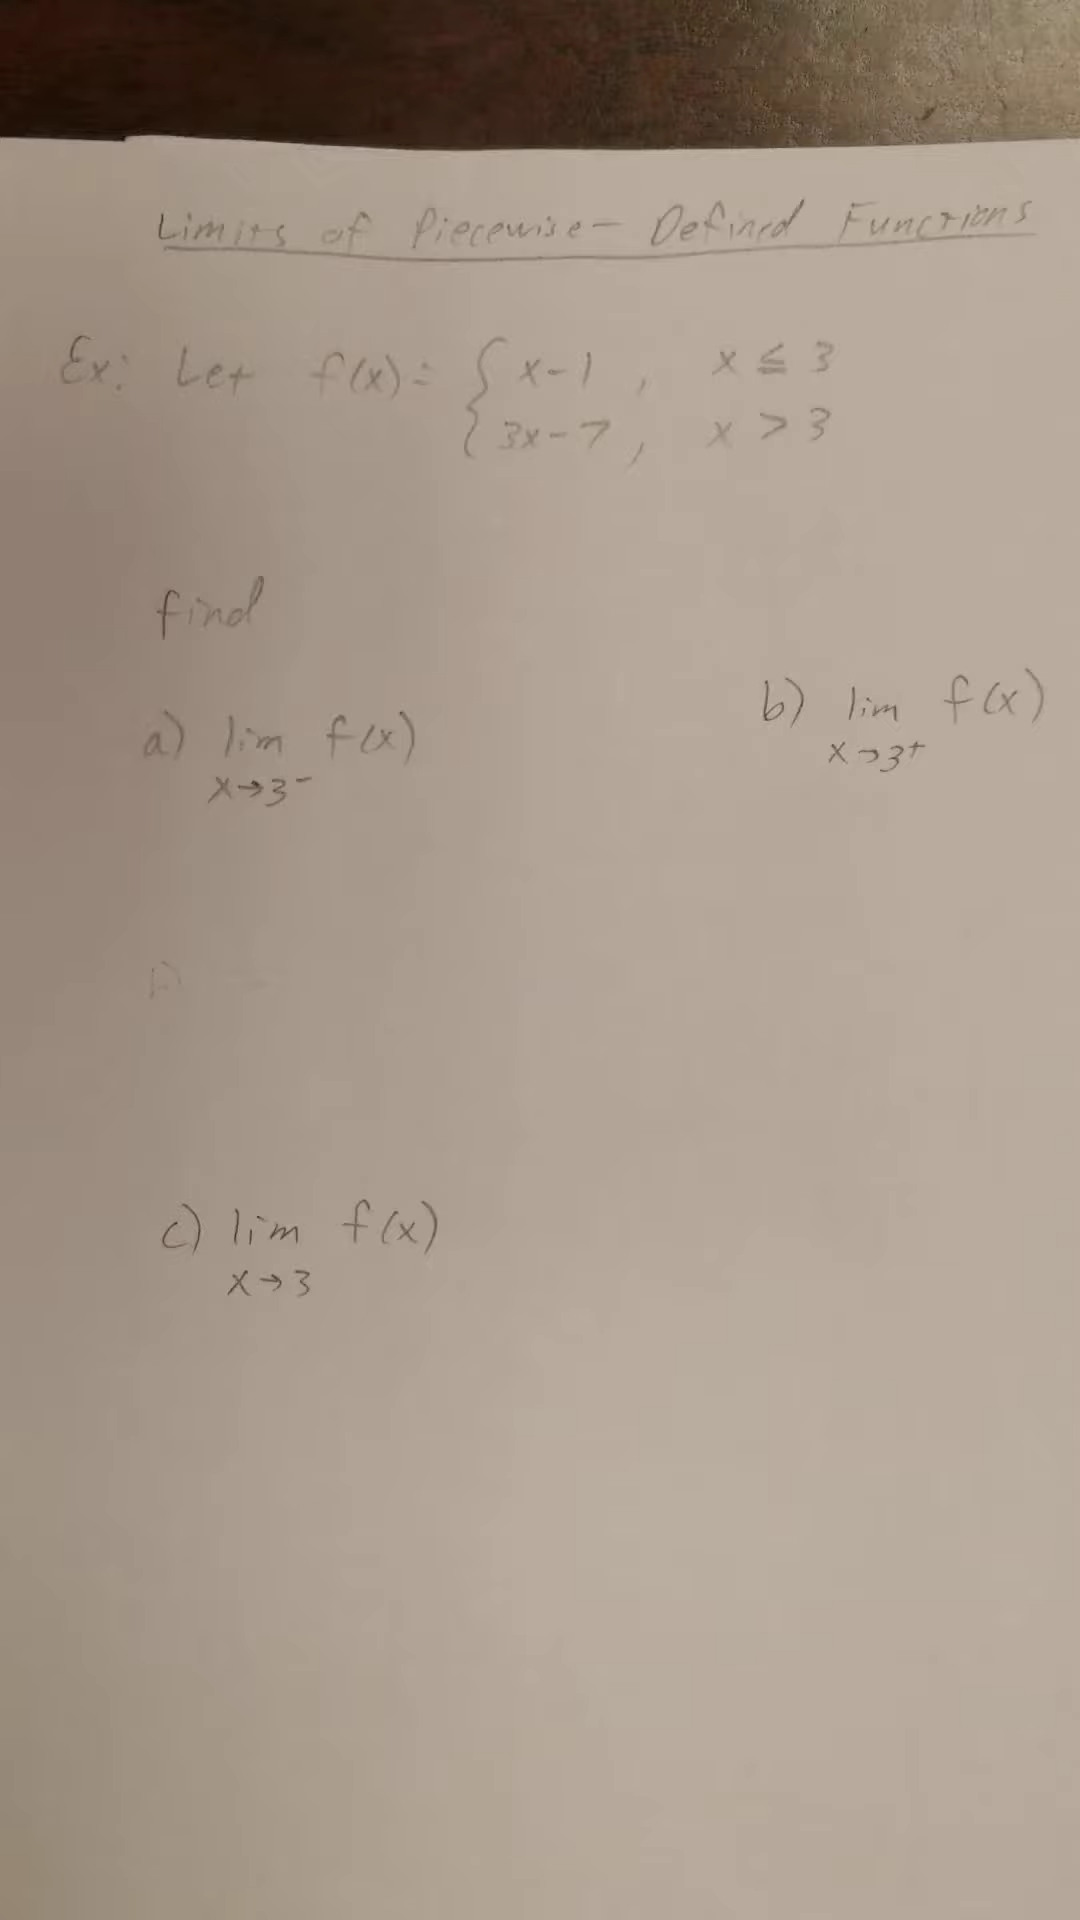 Limits of Piecewise-Defined Functions
Ex: Let f(x) = { x-1 , x ≤ 3
3x-7 , x > 3
find
a) lim f(x)
x→3⁻
b) lim f(x)
x→3⁺
c) lim f(x)
x→3